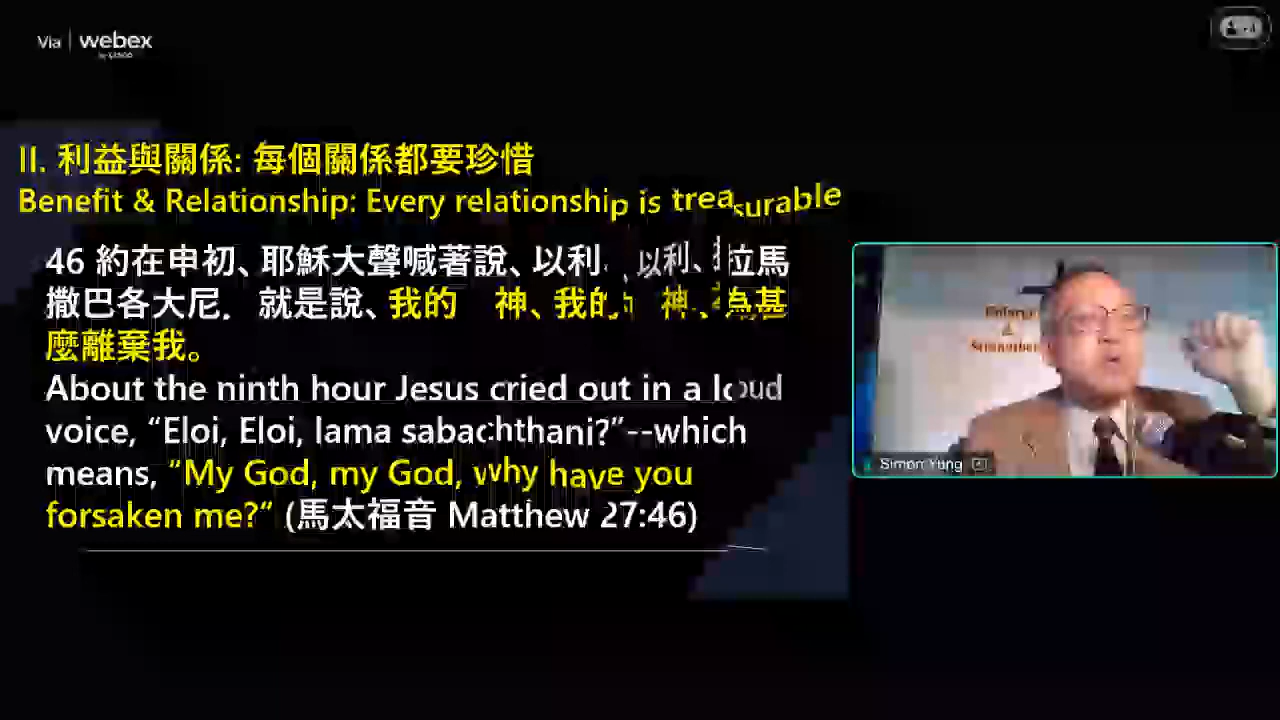 Via webex
II. 利益與關係: 每個關係都要珍惜
Benefit & Relationship: Every relationship is treasurable
46 約在申初、耶穌大聲喊著說、以利、以利、拉馬
撒巴各大尼． 就是說、我的 神、我的 神、為甚
麼離棄我。
About the ninth hour Jesus cried out in a loud
voice, “Eloi, Eloi, lama sabachthani?”--which
means, “My God, my God, why have you
forsaken me?“ (馬太福音 Matthew 27:46)
&
Simon Yung